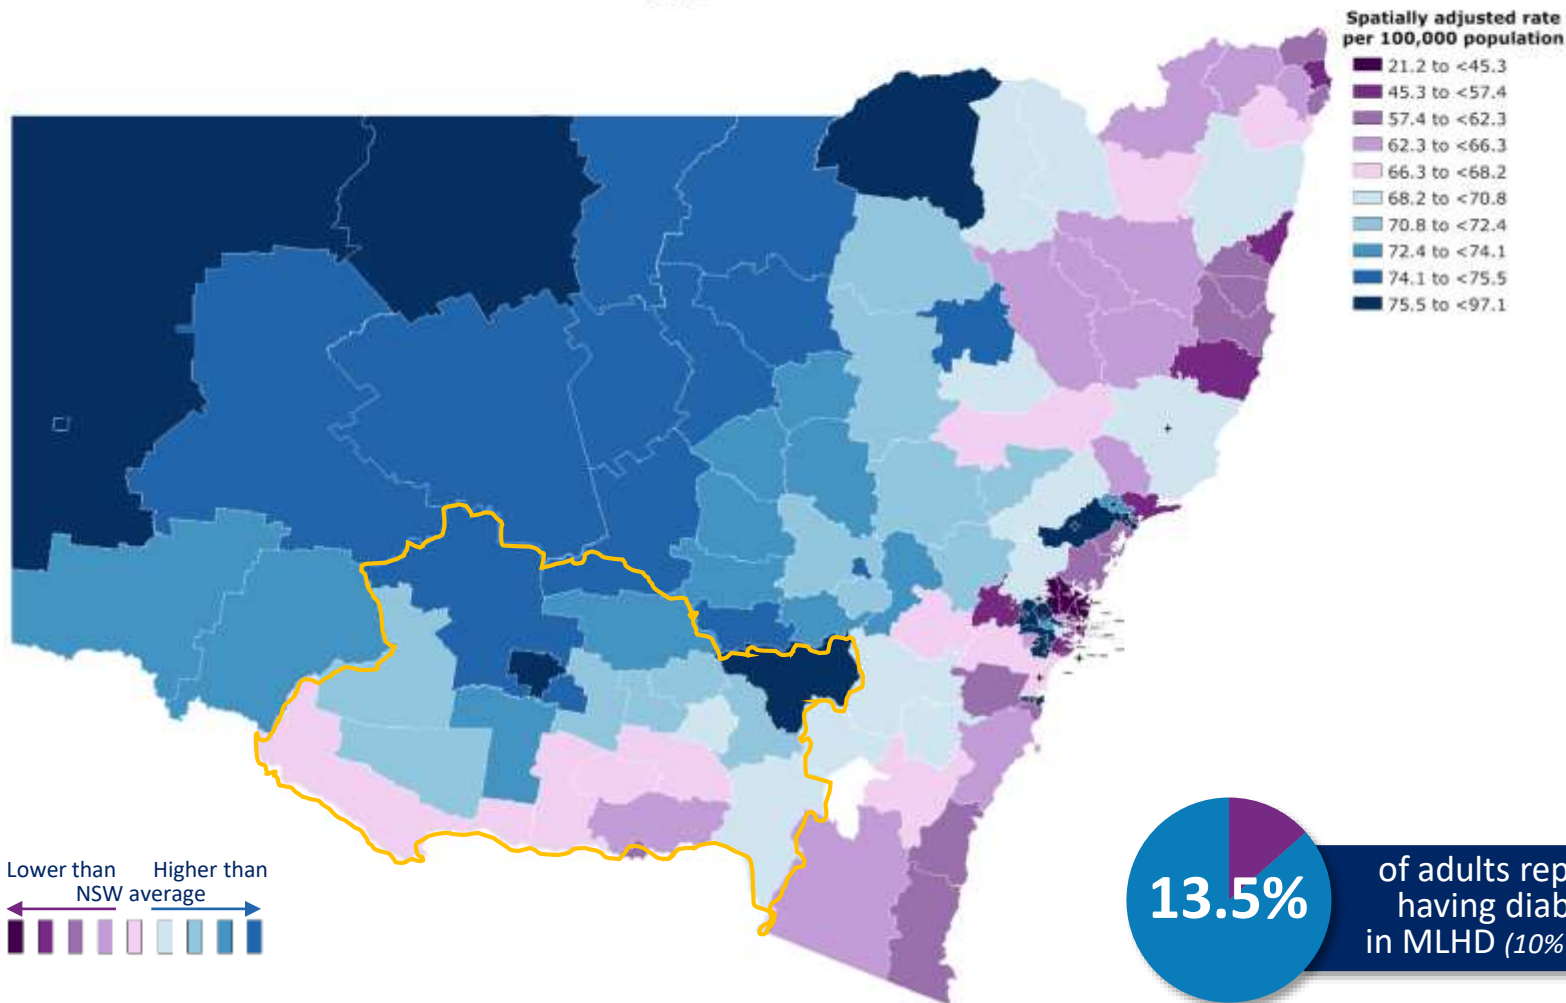 Spatially adjusted rate
per 100,000 population
21.2 to <45.3
45.3 to <57.4
57.4 to <62.3
62.3 to <66.3
66.3 to <68.2
68.2 to <70.8
70.8 to <72.4
72.4 to <74.1
74.1 to <75.5
75.5 to <97.1
Lower than Higher than
NSW average
13.5%
of adults rep
having diab
in MLHD (10%